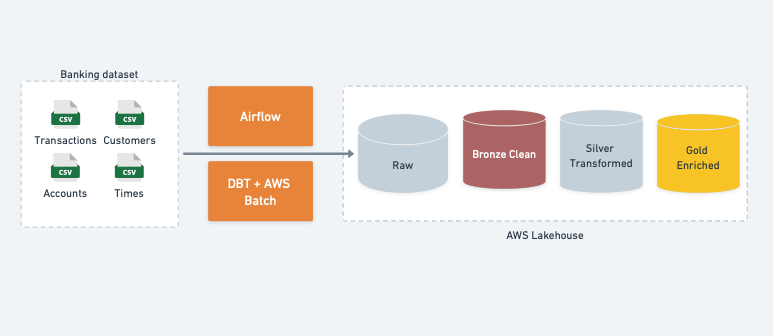 Banking dataset
CSV
CSV
Transactions
Customers
CSV
CSV
Accounts
Times
Airflow
DBT + AWS
Batch
Raw
Bronze Clean
Silver
Transformed
Gold
Enriched
AWS Lakehouse